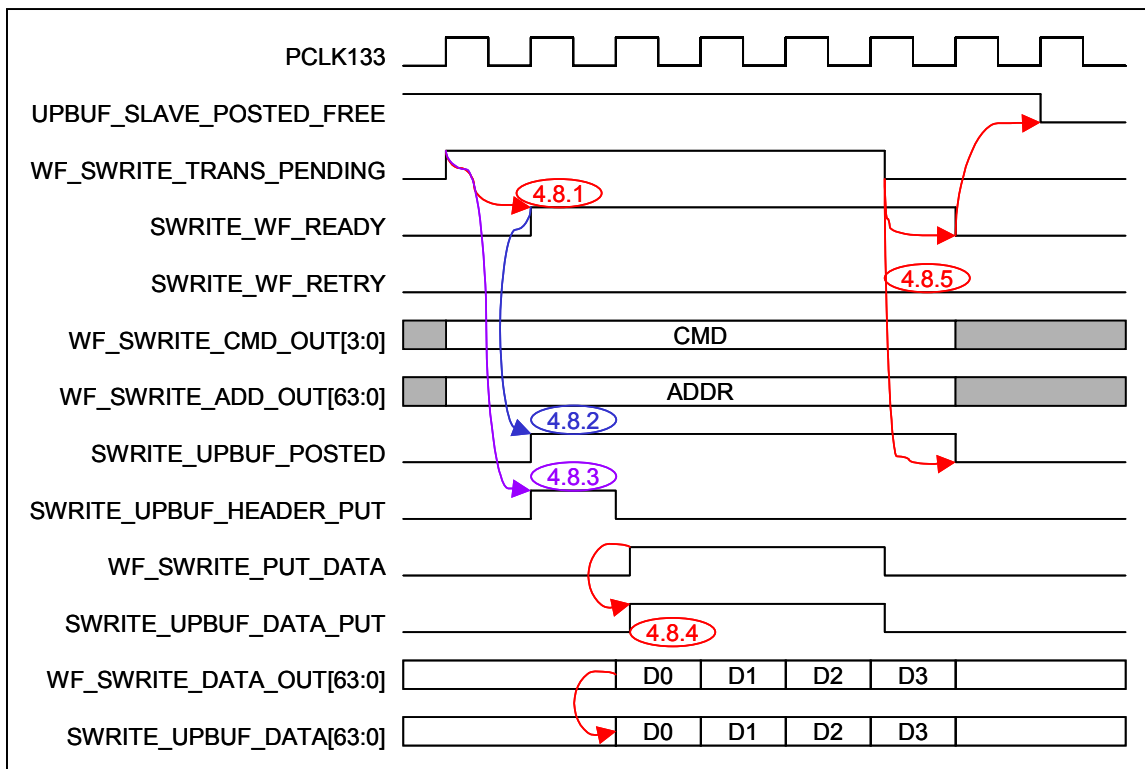 PCLK133
UPBUF_SLAVE_POSTED_FREE
WF_SWRITE_TRANS_PENDING
4.8.1
SWRITE_WF_READY
SWRITE_WF_RETRY
4.8.5
WF_SWRITE_CMD_OUT[3:0] CMD
WF_SWRITE_ADD_OUT[63:0] ADDR
4.8.2
SWRITE_UPBUF_POSTED
4.8.3
SWRITE_UPBUF_HEADER_PUT
WF_SWRITE_PUT_DATA
SWRITE_UPBUF_DATA_PUT
4.8.4
WF_SWRITE_DATA_OUT[63:0] D0 D1 D2 D3
SWRITE_UPBUF_DATA[63:0] D0 D1 D2 D3